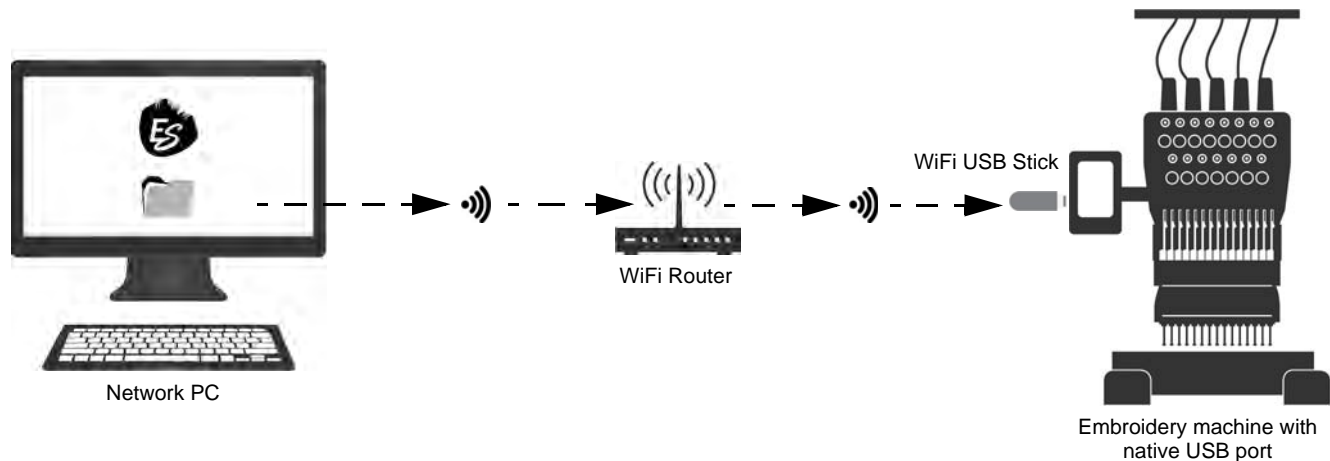 ES
WiFi USB Stick
WiFi Router
Network PC
Embroidery machine with
native USB port